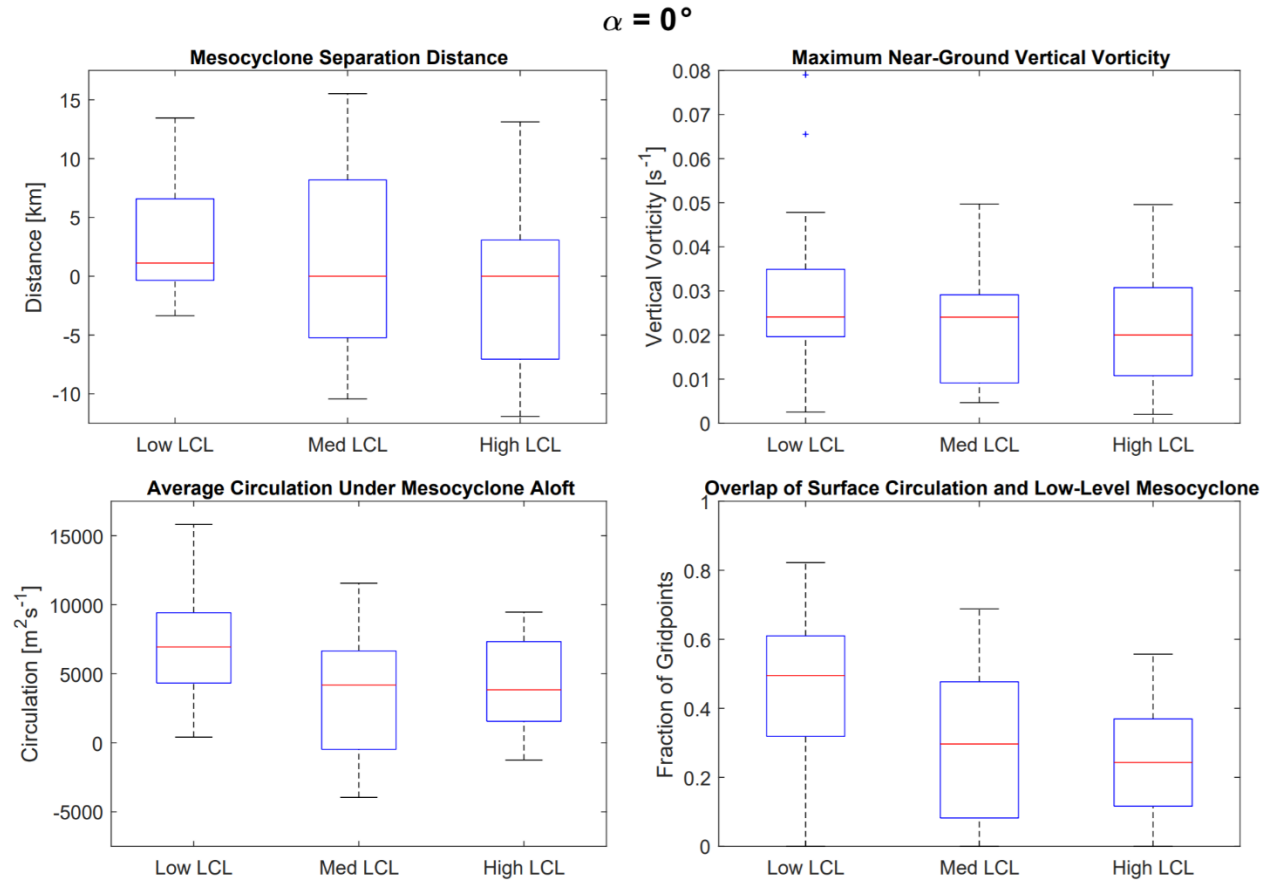 α = 0°
Mesocyclone Separation Distance
Distance [km]
15
10
5
0
-5
-10
Low LCL
Med LCL
High LCL
Maximum Near-Ground Vertical Vorticity
Vertical Vorticity [s⁻¹]
0.08
0.07
0.06
0.05
0.04
0.03
0.02
0.01
0
Low LCL
Med LCL
High LCL
Average Circulation Under Mesocyclone Aloft
Circulation [m²s⁻¹]
15000
10000
5000
0
-5000
Low LCL
Med LCL
High LCL
Overlap of Surface Circulation and Low-Level Mesocyclone
Fraction of Gridpoints
1
0.8
0.6
0.4
0.2
0
Low LCL
Med LCL
High LCL